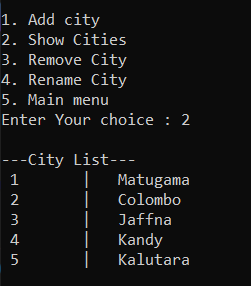 1. Add city
2. Show Cities
3. Remove City
4. Rename City
5. Main menu
Enter Your choice : 2
---City List---
1 | Matugama
2 | Colombo
3 | Jaffna
4 | Kandy
5 | Kalutara